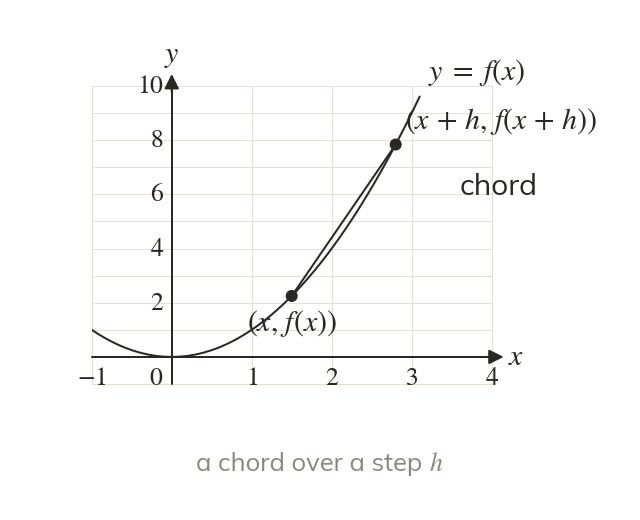 y
y = f(x)
10
(x + h, f(x + h))
8
chord
6
4
2
(x, f(x))
x
−1 0 1 2 3 4
a chord over a step h